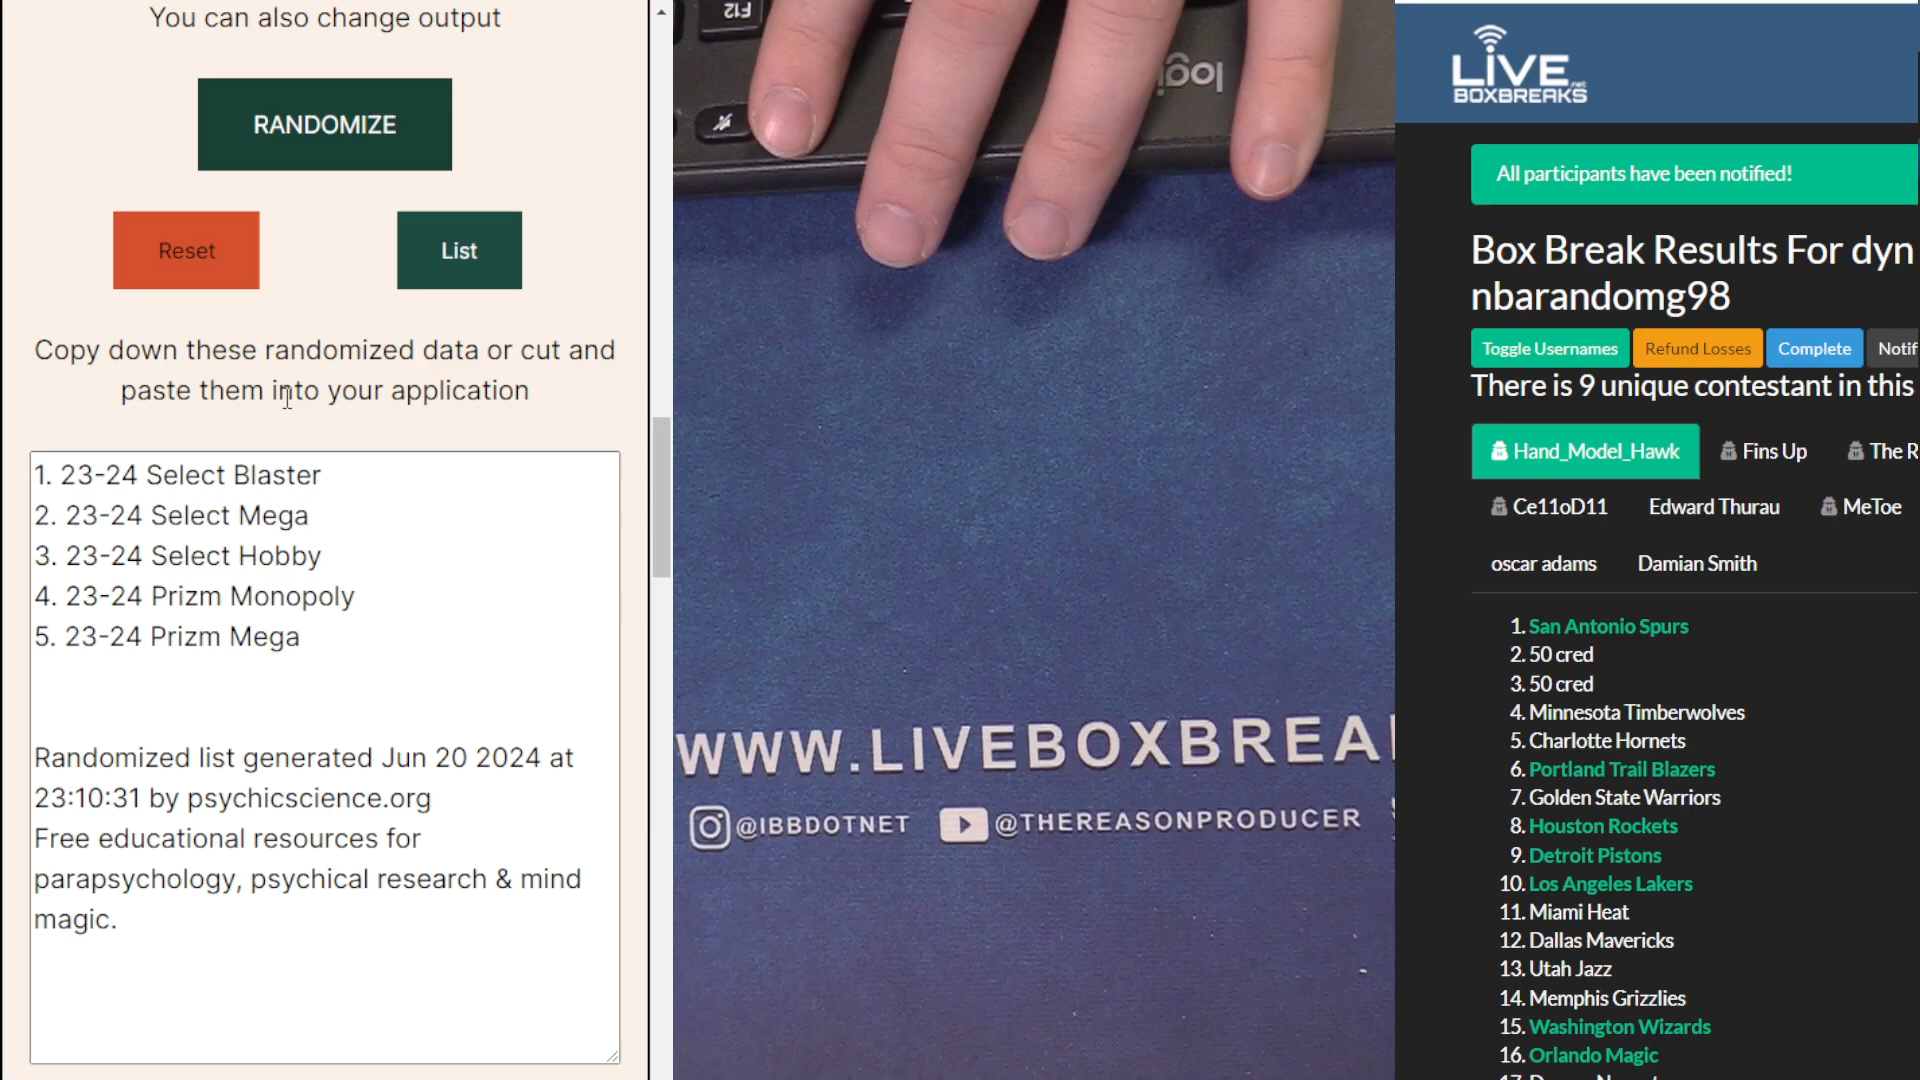 You can also change output
RANDOMIZE
Reset
List
Copy down these randomized data or cut and
paste them into your application
1. 23-24 Select Blaster
2. 23-24 Select Mega
3. 23-24 Select Hobby
4. 23-24 Prizm Monopoly
5. 23-24 Prizm Mega
Randomized list generated Jun 20 2024 at
23:10:31 by psychicscience.org
Free educational resources for
parapsychology, psychical research & mind
magic.
F12
logi
WWW.LIVEBOXBREA
@IBBDOTNET @THEREASONPRODUCER
LIVE.net
BOXBREAKS
All participants have been notified!
Box Break Results For dyn
nbarandomg98
Toggle Usernames Refund Losses Complete Notif
There is 9 unique contestant in this
Hand_Model_Hawk Fins Up The R
Ce11oD11 Edward Thurau MeToe
oscar adams Damian Smith
1. San Antonio Spurs
2. 50 cred
3. 50 cred
4. Minnesota Timberwolves
5. Charlotte Hornets
6. Portland Trail Blazers
7. Golden State Warriors
8. Houston Rockets
9. Detroit Pistons
10. Los Angeles Lakers
11. Miami Heat
12. Dallas Mavericks
13. Utah Jazz
14. Memphis Grizzlies
15. Washington Wizards
16. Orlando Magic